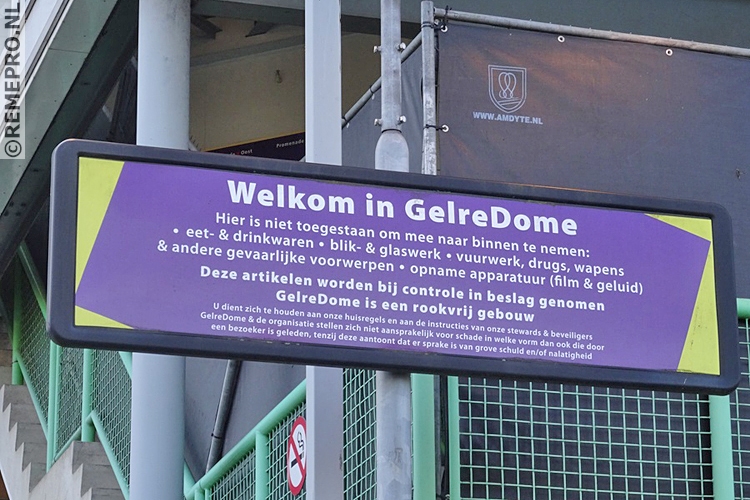 ©REMEPRO.NL
WWW.AMDYTE.NL
- Oost
Promenade
Welkom in GelreDome
Hier is niet toegestaan om mee naar binnen te nemen:
• eet- & drinkwaren • blik- & glaswerk • vuurwerk, drugs, wapens
& andere gevaarlijke voorwerpen • opname apparatuur (film & geluid)
Deze artikelen worden bij controle in beslag genomen
GelreDome is een rookvrij gebouw
U dient zich te houden aan onze huisregels en aan de instructies van onze stewards & beveiligers
GelreDome & de organisatie stellen zich niet aansprakelijk voor schade in welke vorm dan ook die door
een bezoeker is geleden, tenzij deze aantoont dat er sprake is van grove schuld en/of nalatigheid